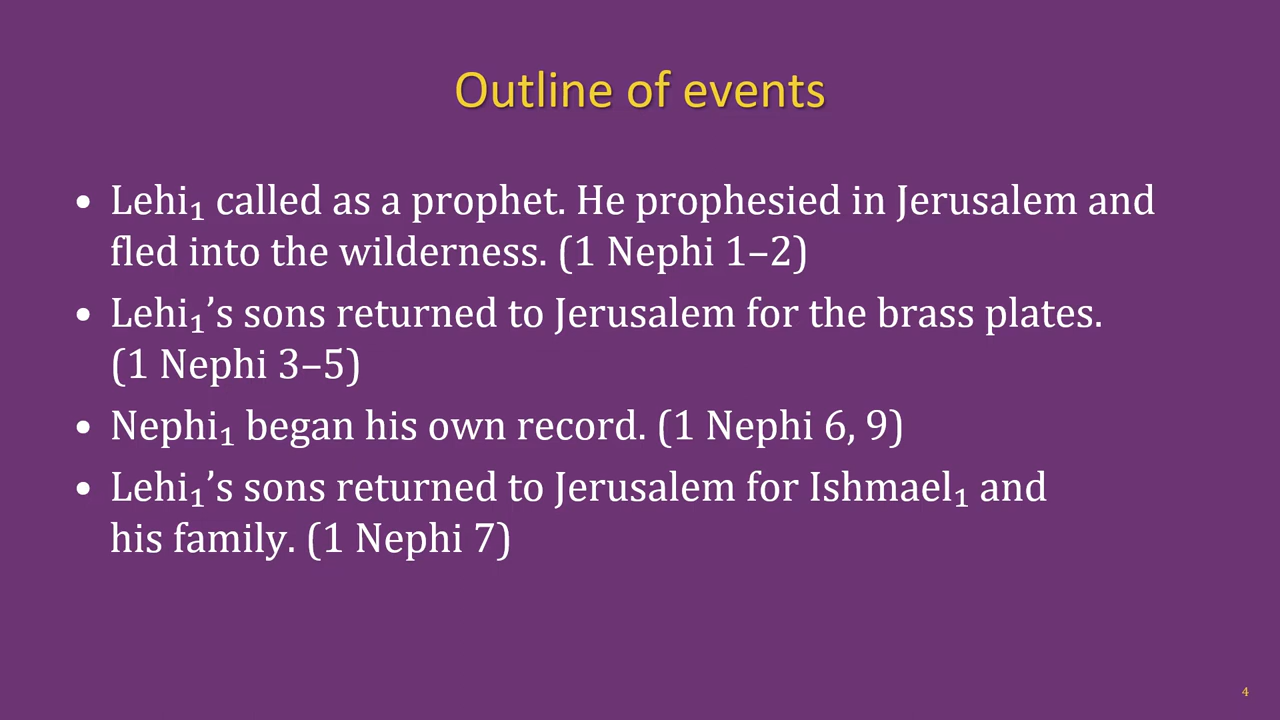 Outline of events
• Lehi₁ called as a prophet. He prophesied in Jerusalem and
fled into the wilderness. (1 Nephi 1–2)
• Lehi₁’s sons returned to Jerusalem for the brass plates.
(1 Nephi 3–5)
• Nephi₁ began his own record. (1 Nephi 6, 9)
• Lehi₁’s sons returned to Jerusalem for Ishmael₁ and
his family. (1 Nephi 7)
4